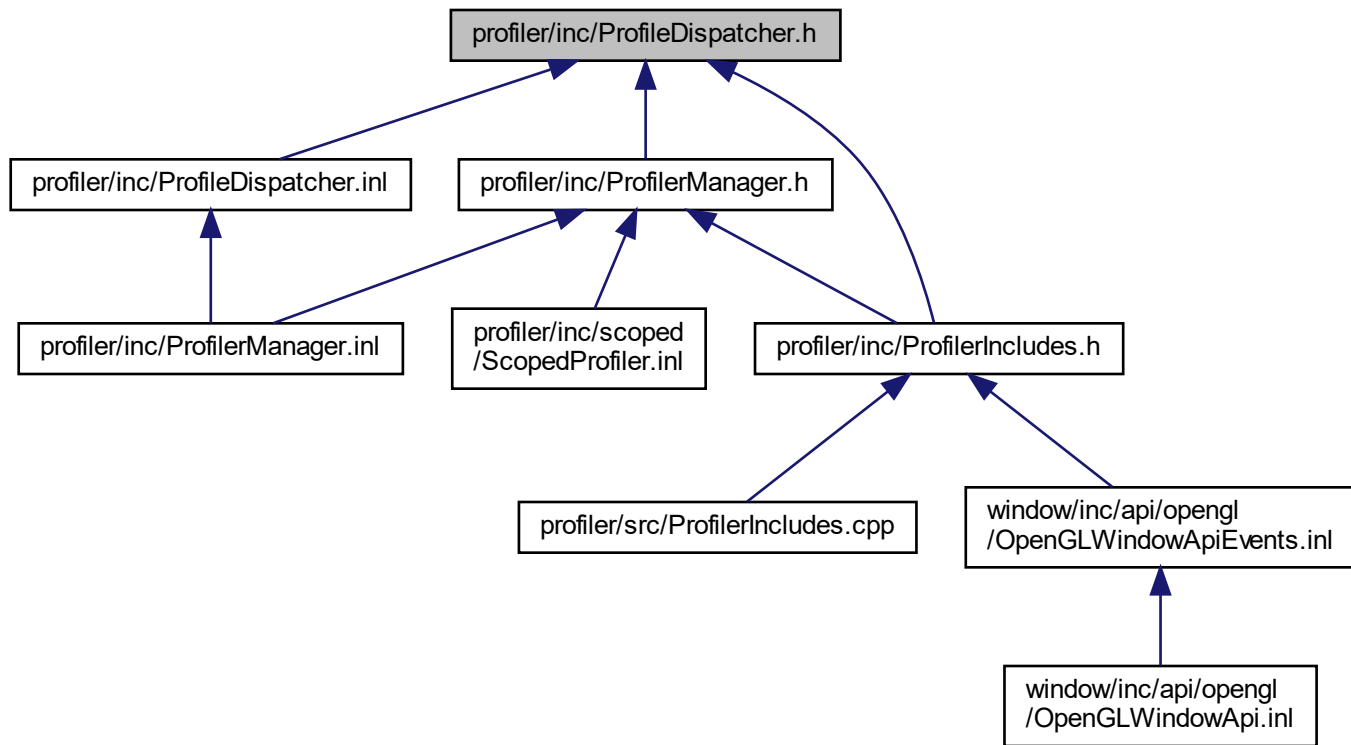 profiler/inc/ProfileDispatcher.h
profiler/inc/ProfileDispatcher.inl
profiler/inc/ProfilerManager.h
profiler/inc/ProfilerManager.inl
profiler/inc/scoped
/ScopedProfiler.inl
profiler/inc/ProfilerIncludes.h
profiler/src/ProfilerIncludes.cpp
window/inc/api/opengl
/OpenGLWindowApiEvents.inl
window/inc/api/opengl
/OpenGLWindowApi.inl